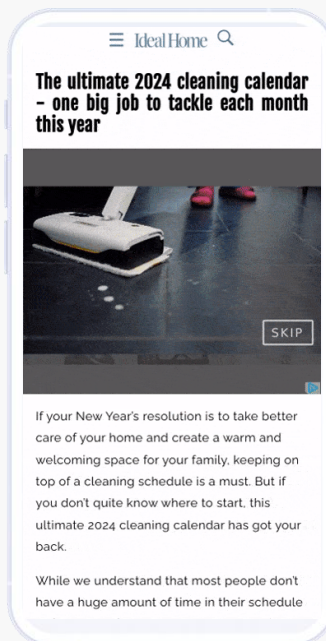 Ideal Home
The ultimate 2024 cleaning calendar
– one big job to tackle each month
this year
SKIP
If your New Year’s resolution is to take better
care of your home and create a warm and
welcoming space for your family, keeping on
top of a cleaning schedule is a must. But if
you don’t quite know where to start, this
ultimate 2024 cleaning calendar has got your
back.
While we understand that most people don’t
have a huge amount of time in their schedule